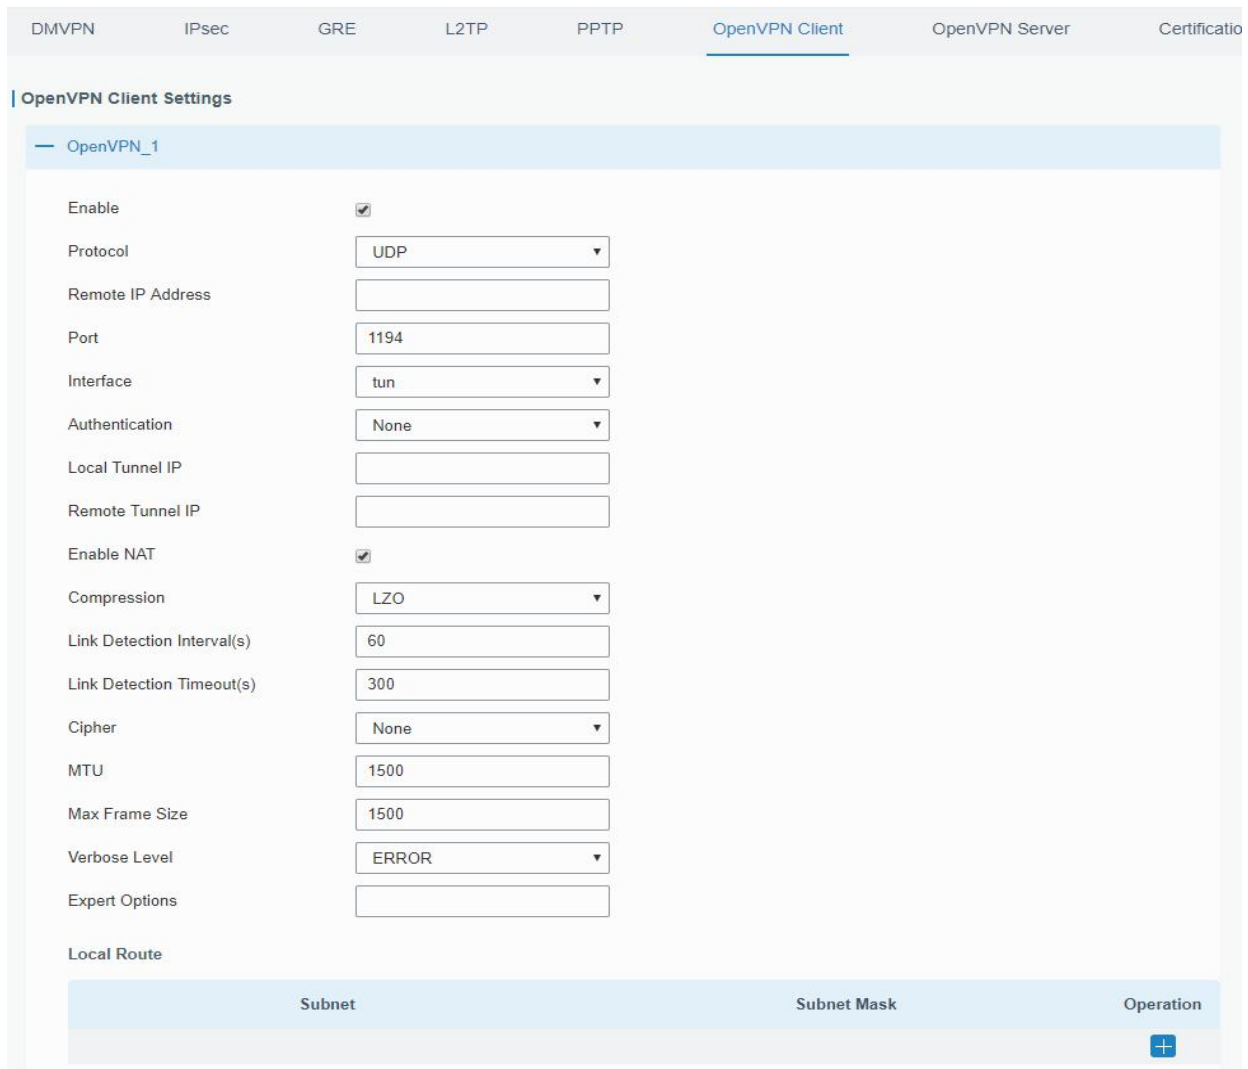 DMVPN IPsec GRE L2TP PPTP OpenVPN Client OpenVPN Server Certificatio
OpenVPN Client Settings
OpenVPN_1
Enable
Protocol UDP
Remote IP Address
Port 1194
Interface tun
Authentication None
Local Tunnel IP
Remote Tunnel IP
Enable NAT
Compression LZO
Link Detection Interval(s) 60
Link Detection Timeout(s) 300
Cipher None
MTU 1500
Max Frame Size 1500
Verbose Level ERROR
Expert Options
Local Route
Subnet Subnet Mask Operation